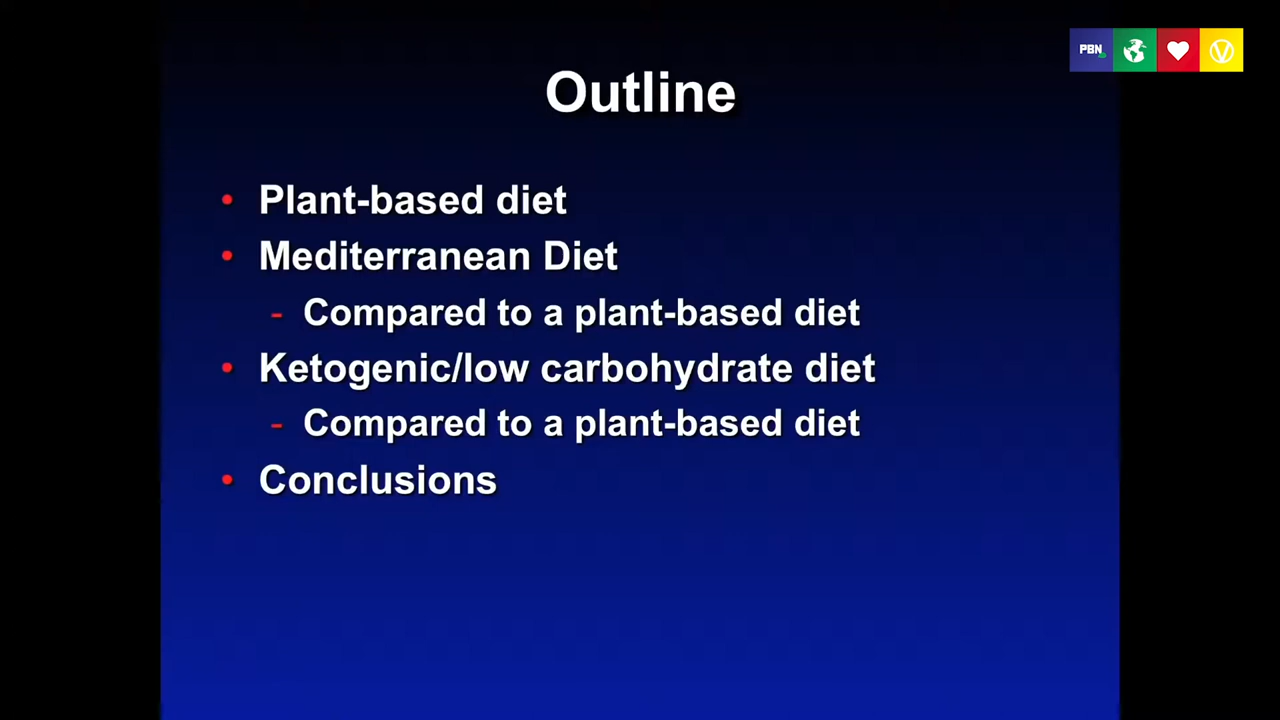 PBN
Outline
• Plant-based diet
• Mediterranean Diet
- Compared to a plant-based diet
• Ketogenic/low carbohydrate diet
- Compared to a plant-based diet
• Conclusions